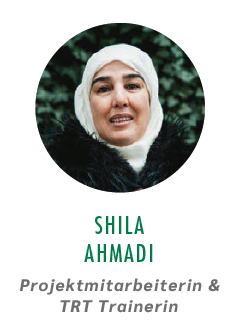 SHILA
AHMADI
Projektmitarbeiterin &
TRT Trainerin